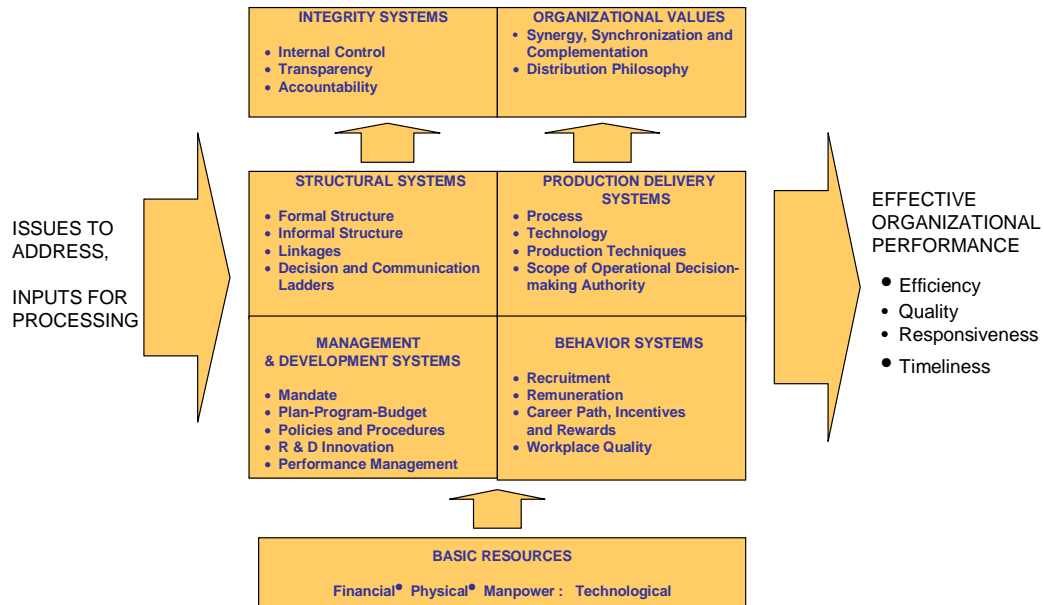 INTEGRITY SYSTEMS
• Internal Control
• Transparency
• Accountability
ORGANIZATIONAL VALUES
• Synergy, Synchronization and
Complementation
• Distribution Philosophy
ISSUES TO
ADDRESS,
INPUTS FOR
PROCESSING
STRUCTURAL SYSTEMS
• Formal Structure
• Informal Structure
• Linkages
• Decision and Communication
Ladders
PRODUCTION DELIVERY
SYSTEMS
• Process
• Technology
• Production Techniques
• Scope of Operational Decision-
making Authority
MANAGEMENT
& DEVELOPMENT SYSTEMS
• Mandate
• Plan-Program-Budget
• Policies and Procedures
• R & D Innovation
• Performance Management
BEHAVIOR SYSTEMS
• Recruitment
• Remuneration
• Career Path, Incentives
and Rewards
• Workplace Quality
EFFECTIVE
ORGANIZATIONAL
PERFORMANCE
• Efficiency
• Quality
• Responsiveness
• Timeliness
BASIC RESOURCES
Financial• Physical• Manpower : Technological